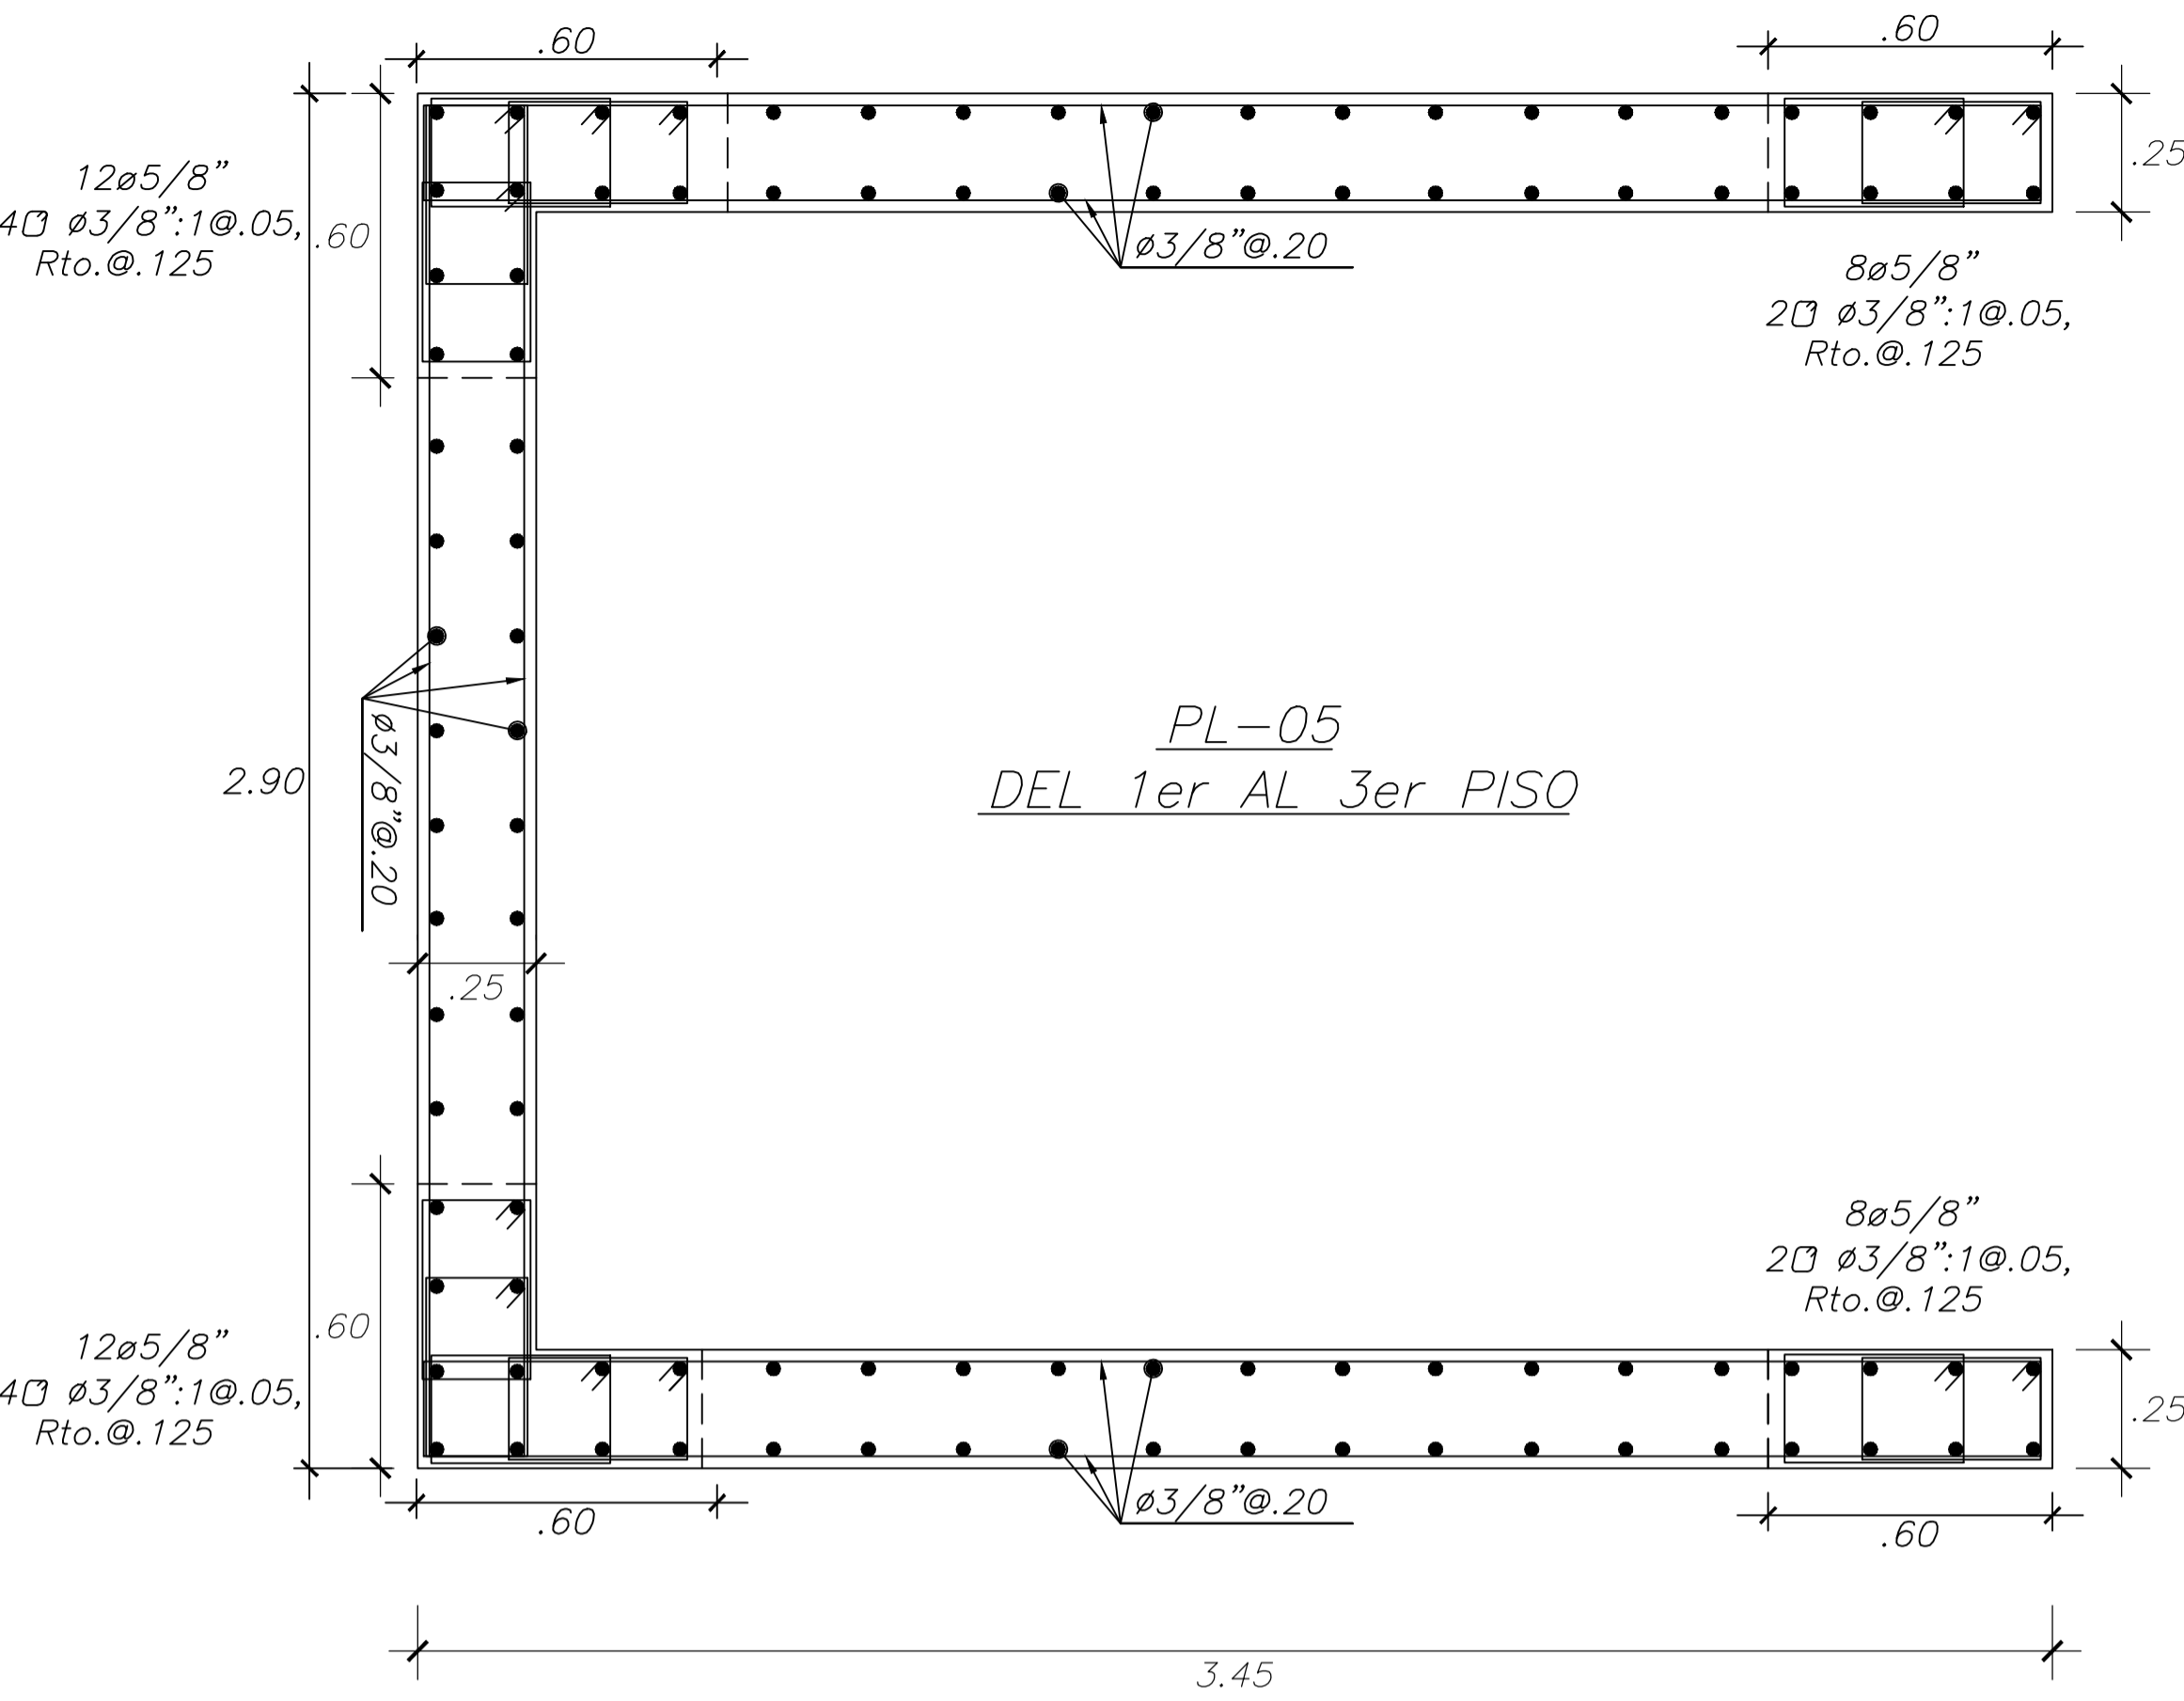 .60
.60
.25
12ø5/8"
4 ø3/8":1@.05,
Rto.@.125
.60
ø3/8"@.20
8ø5/8"
2 ø3/8":1@.05,
Rto.@.125
PL-05
DEL 1er AL 3er PISO
2.90
ø3/8"@.20
.25
8ø5/8"
2 ø3/8":1@.05,
Rto.@.125
12ø5/8"
4 ø3/8":1@.05,
Rto.@.125
.60
.25
ø3/8"@.20
.60
.60
3.45